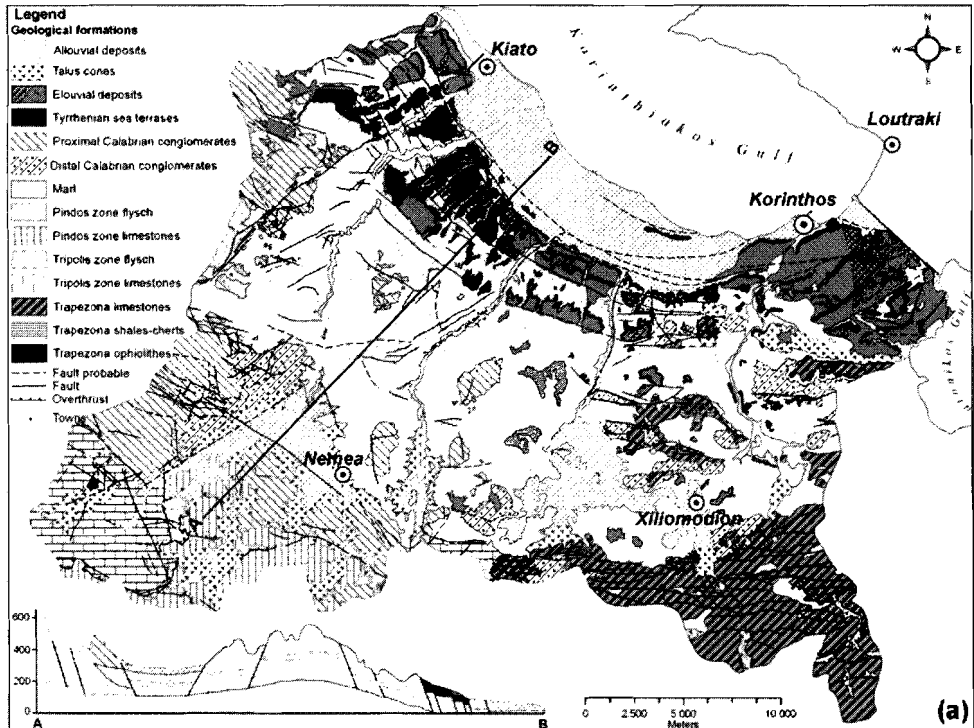 Legend
Geological formations
Allouvial deposits
Talus cones
Elouvial deposits
Tyrrhenian sea terrases
Proximal Calabrian conglomerates
Distal Calabrian conglomerates
Marl
Pindos zone flysch
Pindos zone limestones
Tripolis zone flysch
Tripolis zone limestones
Trapezona limestones
Trapezona shales-cherts
Trapezona ophiolithes
Fault probable
Fault
Overthrust
Towns
N
W
E
S
Kiato
Korinthiakos Gulf
Loutraki
B
Korinthos
Gulf
Nemea
Xiliomodion
600
400
200
0
A
B
0
2.500
5.000
10 000
Meters
(a)